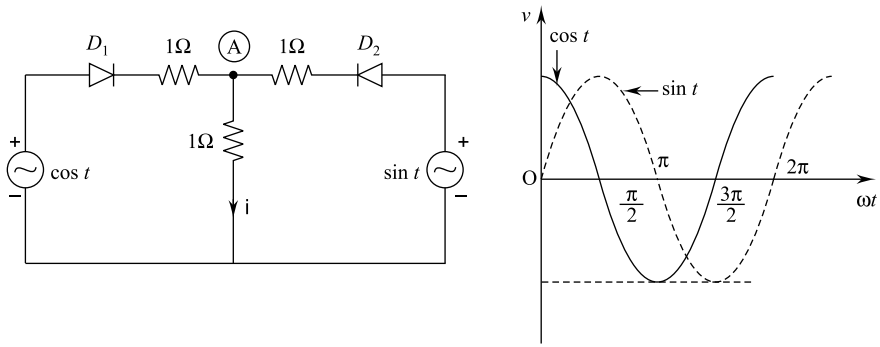 D₁ 1Ω A 1Ω D₂
1Ω
+ cos t −
i
sin t + −
v
cos t
sin t
O
π/2
π
3π/2
2π
ωt